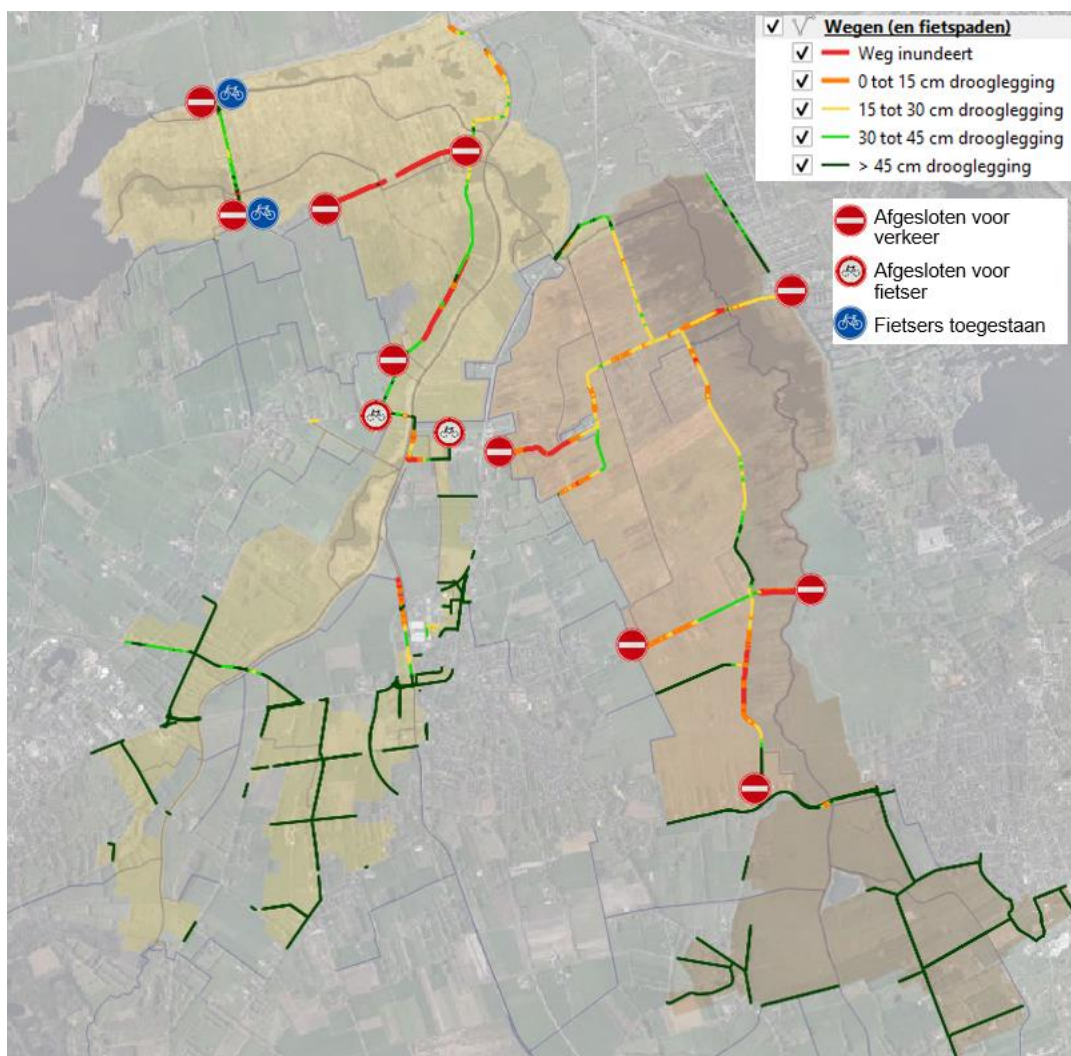 Wegen (en fietspaden)
Weg inundeert
0 tot 15 cm drooglegging
15 tot 30 cm drooglegging
30 tot 45 cm drooglegging
> 45 cm drooglegging
Afgesloten voor
verkeer
Afgesloten voor
fietser
Fietsers toegestaan